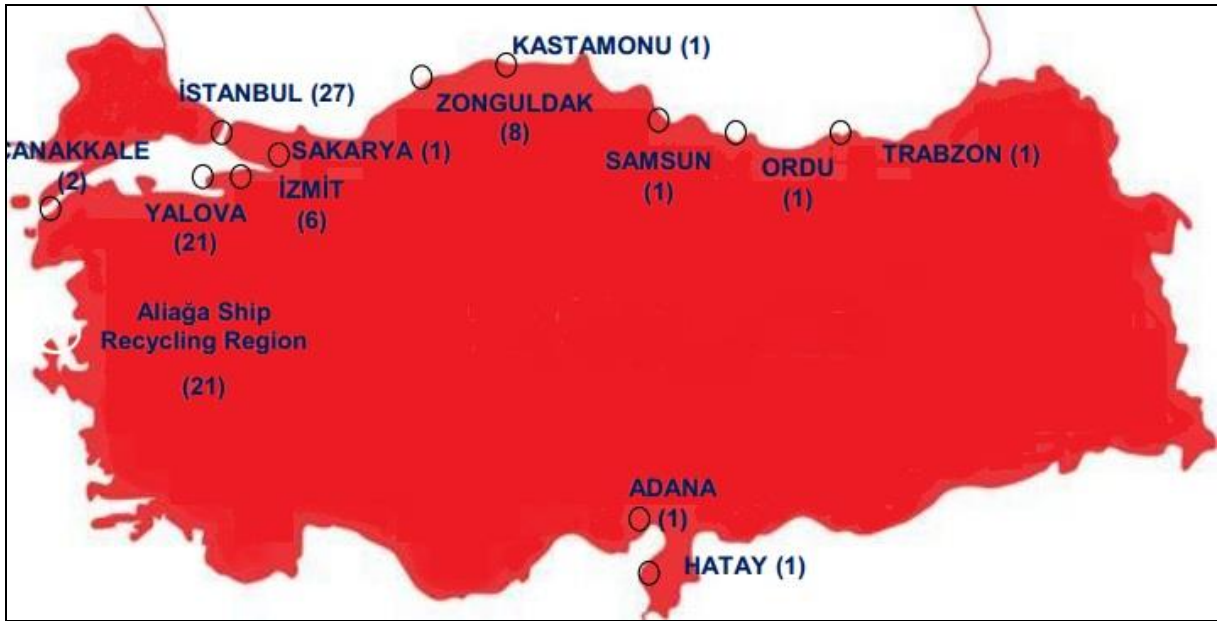 KASTAMONU (1)
İSTANBUL (27)
ZONGULDAK
(8)
ÇANAKKALE
(2)
SAKARYA (1)
SAMSUN
(1)
ORDU
(1)
TRABZON (1)
İZMİT
(6)
YALOVA
(21)
Aliağa Ship
Recycling Region
(21)
ADANA
(1)
HATAY (1)